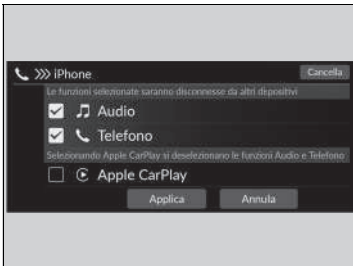 iPhone
Cancella
Le funzioni selezionate saranno disconnesse da altri dispositivi
Audio
Telefono
Selezionando Apple CarPlay si deselezionano le funzioni Audio e Telefono
Apple CarPlay
Applica
Annulla